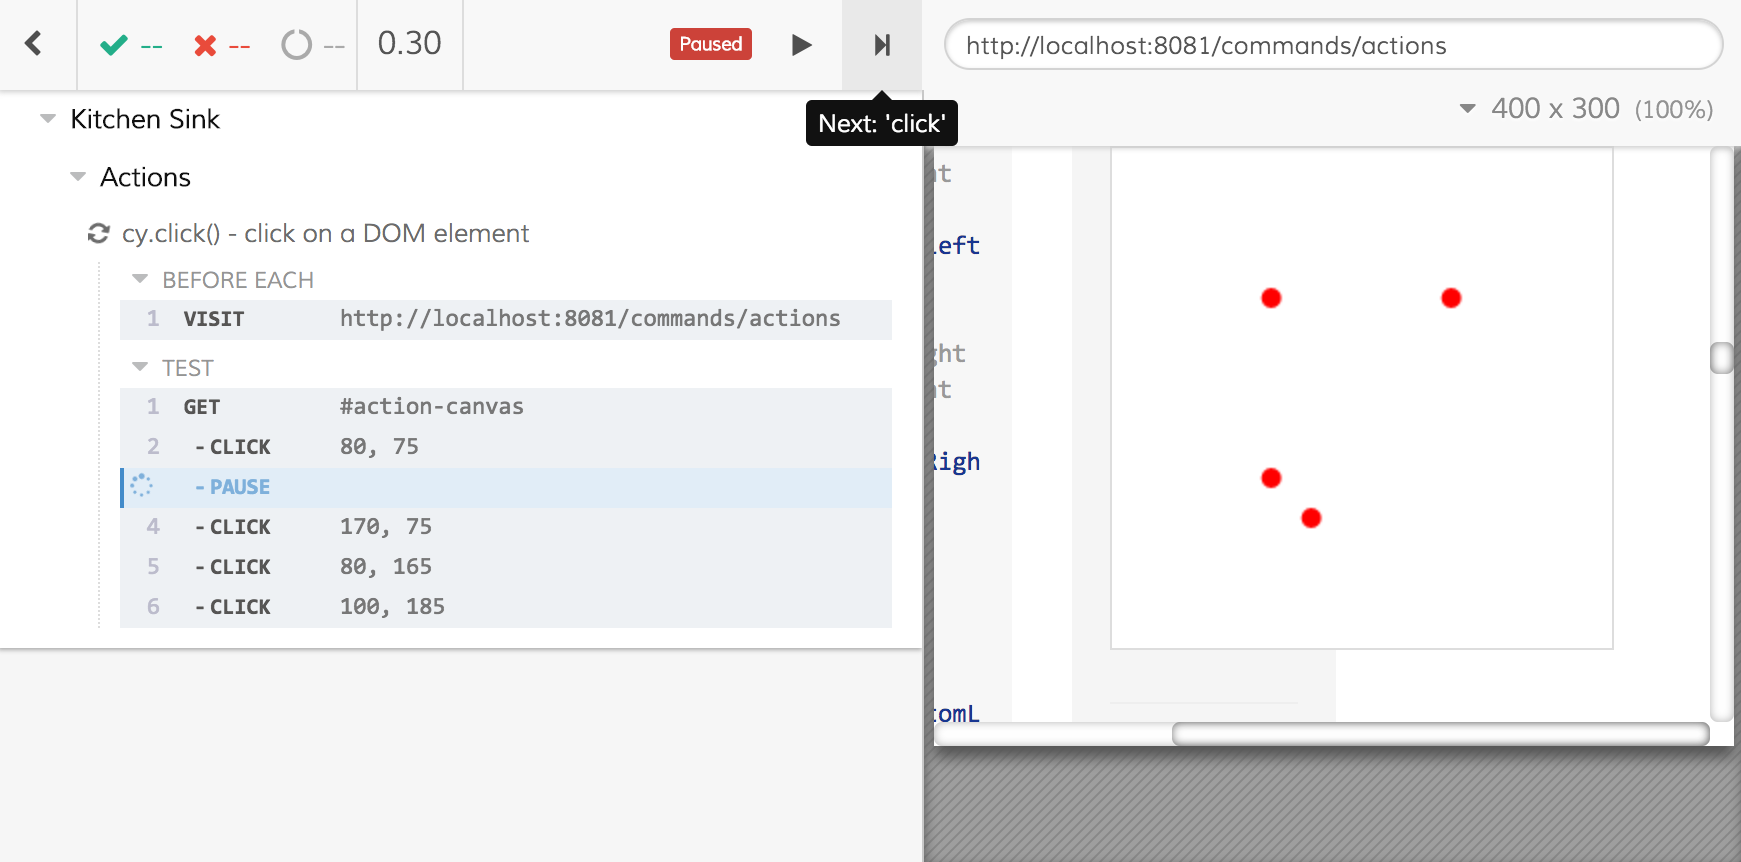 -- -- -- 0.30 Paused
http://localhost:8081/commands/actions
Next: 'click'
400 x 300 (100%)
Kitchen Sink
Actions
cy.click() - click on a DOM element
BEFORE EACH
1 VISIT http://localhost:8081/commands/actions
TEST
1 GET #action-canvas
2 - CLICK 80, 75
- PAUSE
4 - CLICK 170, 75
5 - CLICK 80, 165
6 - CLICK 100, 185
eft
ght
Righ
tomL